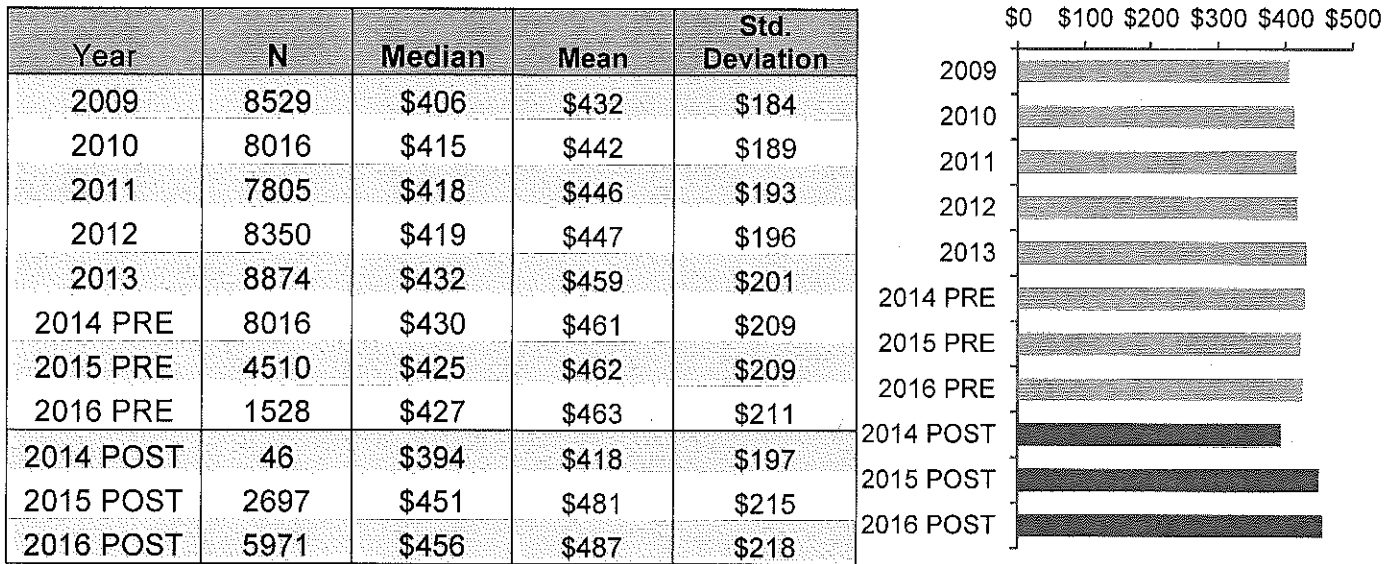 Year N Median Mean Std. Deviation
2009 8529 $406 $432 $184
2010 8016 $415 $442 $189
2011 7805 $418 $446 $193
2012 8350 $419 $447 $196
2013 8874 $432 $459 $201
2014 PRE 8016 $430 $461 $209
2015 PRE 4510 $425 $462 $209
2016 PRE 1528 $427 $463 $211
2014 POST 46 $394 $418 $197
2015 POST 2697 $451 $481 $215
2016 POST 5971 $456 $487 $218
$0 $100 $200 $300 $400 $500
2009
2010
2011
2012
2013
2014 PRE
2015 PRE
2016 PRE
2014 POST
2015 POST
2016 POST